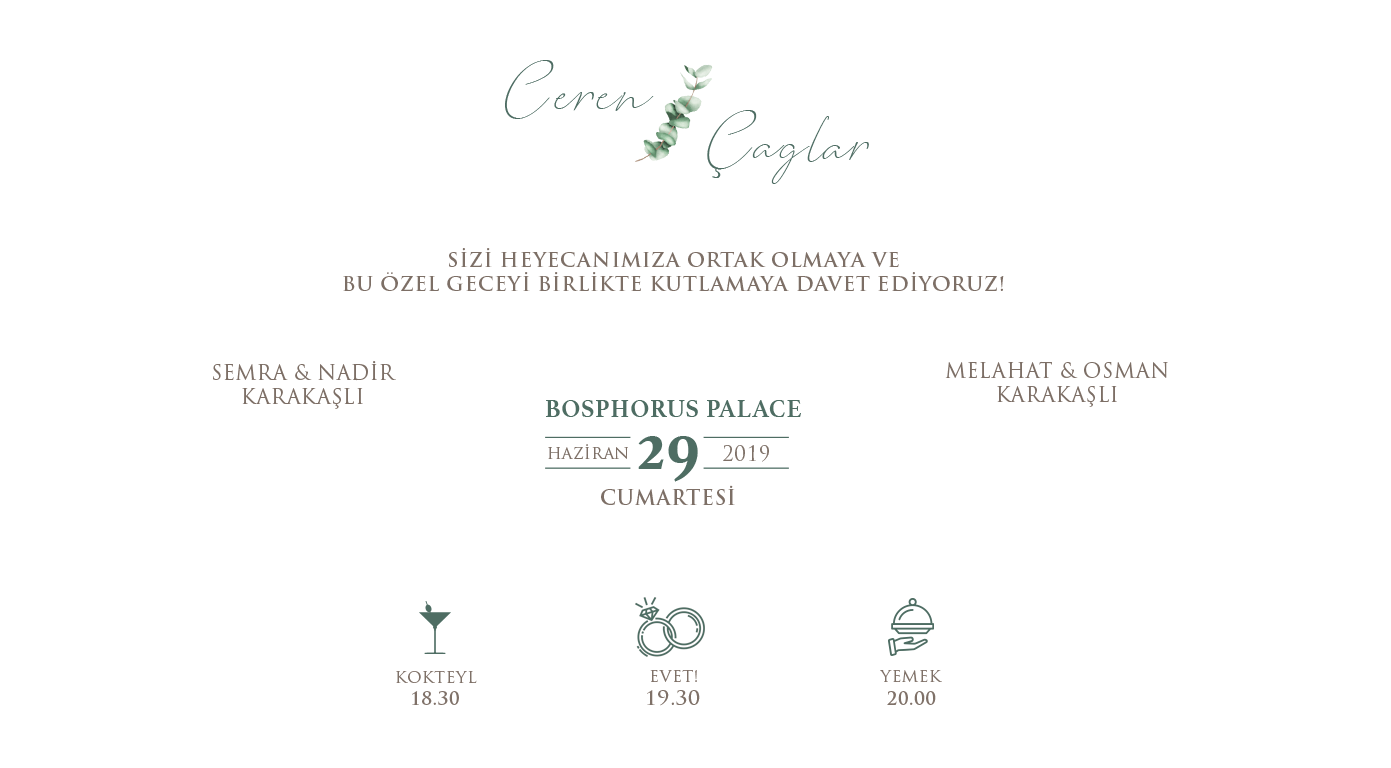 Ceren
Çaglar
SİZİ HEYECANIMIZA ORTAK OLMAYA VE
BU ÖZEL GECEYİ BİRLİKTE KUTLAMAYA DAVET EDİYORUZ!
SEMRA & NADİR
KARAKAŞLI
MELAHAT & OSMAN
KARAKAŞLI
BOSPHORUS PALACE
HAZİRAN 29 2019
CUMARTESİ
KOKTEYL
18.30
EVET!
19.30
YEMEK
20.00